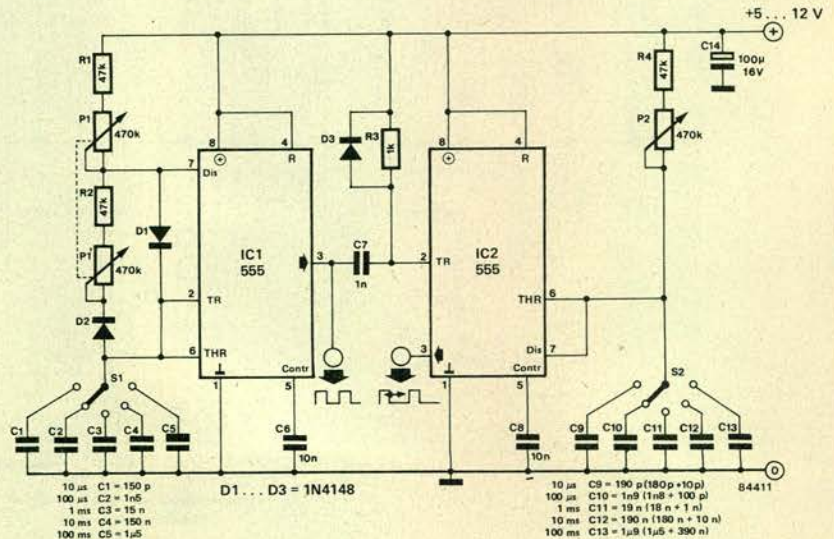 +5 . . . 12 V
R1
47k
P1
470k
R2
47k
P1
470k
D2
D1
8
4
R
7
Dis
IC1
555
3
2
TR
6
THR
Contr
1
5
C6
10n
C7
1n
D3
R3
1k
8
4
R
2
TR
IC2
555
THR
6
Dis
7
3
Contr
1
5
C8
10n
R4
47k
P2
470k
C14
100µ
16V
S1
C1
C2
C3
C4
C5
S2
C9
C10
C11
C12
C13
0
84411
10 µs C1 = 150 p
100 µs C2 = 1n5
1 ms C3 = 15 n
10 ms C4 = 150 n
100 ms C5 = 1µ5
D1 . . . D3 = 1N4148
10 µs C9 = 190 p (180p+10p)
100 µs C10 = 1n9 (1n8 + 100 p)
1 ms C11 = 19 n (18 n + 1 n)
10 ms C12 = 190 n (180 n + 10 n)
100 ms C13 = 1µ9 (1µ5 + 390 n)